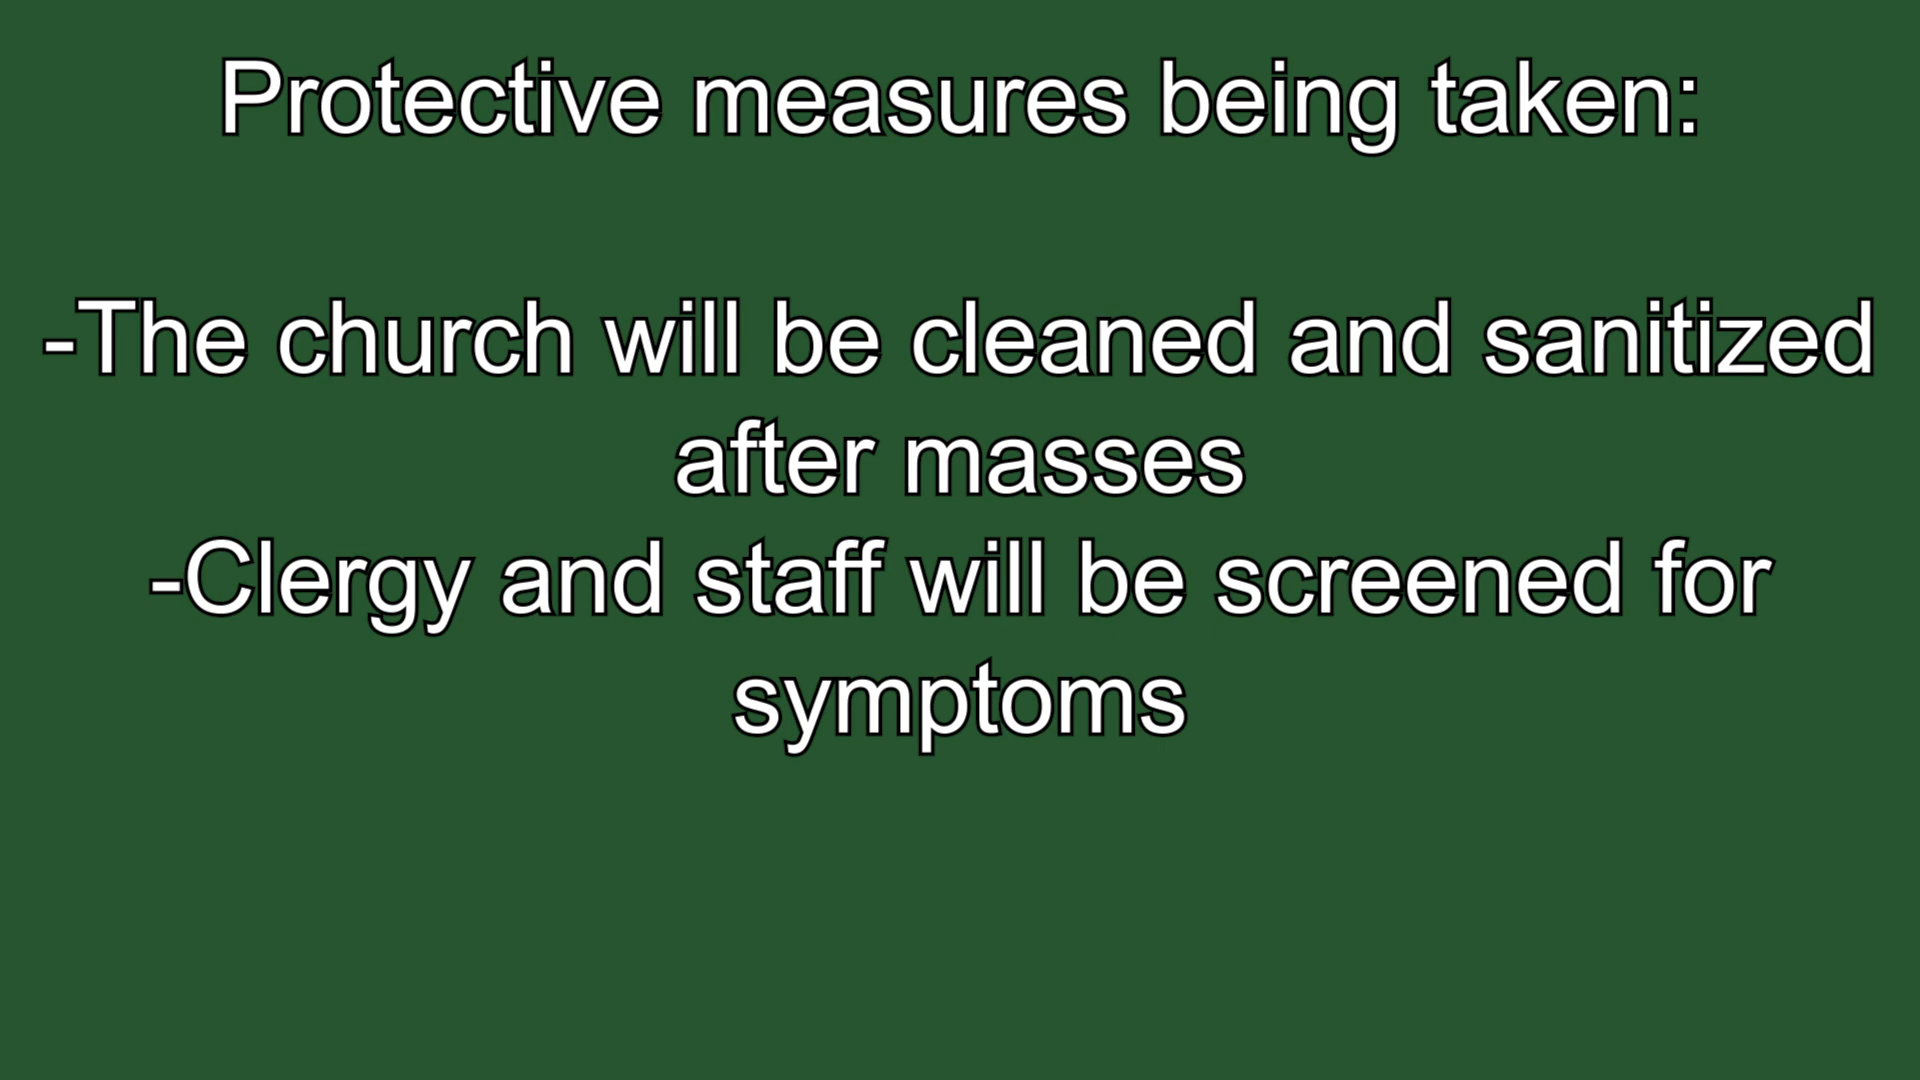 Protective measures being taken:
-The church will be cleaned and sanitized
after masses
-Clergy and staff will be screened for
symptoms